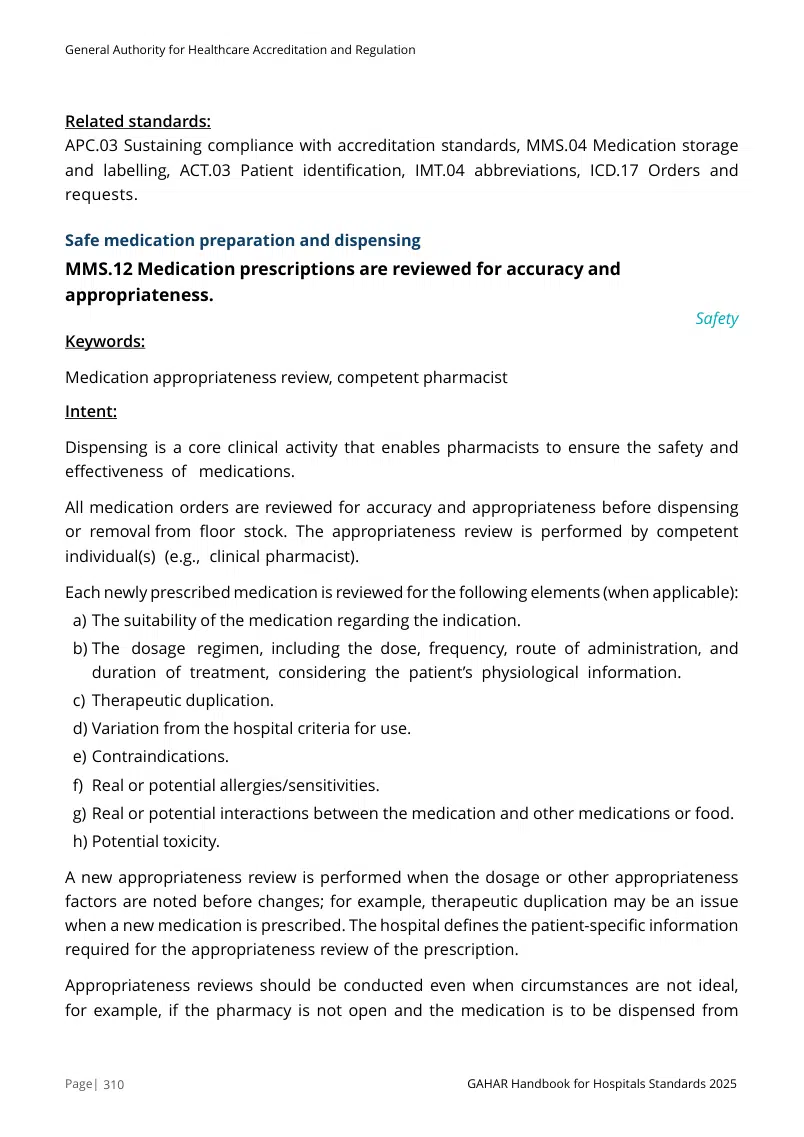 General Authority for Healthcare Accreditation and Regulation
Related standards:
APC.03 Sustaining compliance with accreditation standards, MMS.04 Medication storage
and labelling, ACT.03 Patient identification, IMT.04 abbreviations, ICD.17 Orders and
requests.
Safe medication preparation and dispensing
MMS.12 Medication prescriptions are reviewed for accuracy and
appropriateness.
Safety
Keywords:
Medication appropriateness review, competent pharmacist
Intent:
Dispensing is a core clinical activity that enables pharmacists to ensure the safety and
effectiveness of medications.
All medication orders are reviewed for accuracy and appropriateness before dispensing
or removal from floor stock. The appropriateness review is performed by competent
individual(s) (e.g., clinical pharmacist).
Each newly prescribed medication is reviewed for the following elements (when applicable):
a) The suitability of the medication regarding the indication.
b) The dosage regimen, including the dose, frequency, route of administration, and
duration of treatment, considering the patient’s physiological information.
c) Therapeutic duplication.
d) Variation from the hospital criteria for use.
e) Contraindications.
f) Real or potential allergies/sensitivities.
g) Real or potential interactions between the medication and other medications or food.
h) Potential toxicity.
A new appropriateness review is performed when the dosage or other appropriateness
factors are noted before changes; for example, therapeutic duplication may be an issue
when a new medication is prescribed. The hospital defines the patient-specific information
required for the appropriateness review of the prescription.
Appropriateness reviews should be conducted even when circumstances are not ideal,
for example, if the pharmacy is not open and the medication is to be dispensed from
Page| 310
GAHAR Handbook for Hospitals Standards 2025